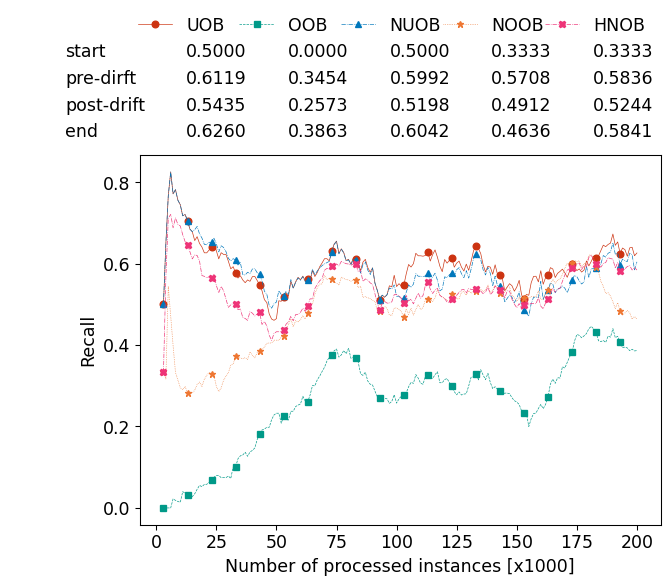 UOB OOB NUOB NOOB HNOB
start 0.5000 0.0000 0.5000 0.3333 0.3333
pre-dirft 0.6119 0.3454 0.5992 0.5708 0.5836
post-drift 0.5435 0.2573 0.5198 0.4912 0.5244
end 0.6260 0.3863 0.6042 0.4636 0.5841
0.8
0.6
0.4
0.2
0.0
Recall
0 25 50 75 100 125 150 175 200
Number of processed instances [x1000]